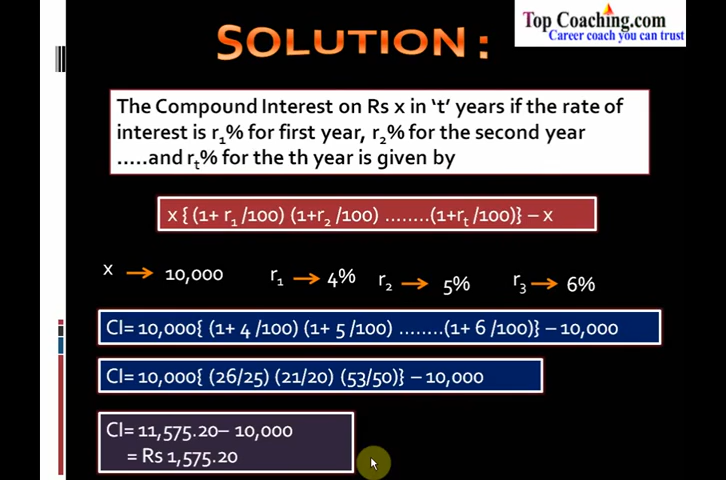 Top Coaching.com
Career coach you can trust
SOLUTION :
The Compound Interest on Rs x in ‘t’ years if the rate of
interest is r₁% for first year, r₂% for the second year
.....and rₜ% for the th year is given by
x { (1+ r₁ /100) (1+r₂ /100) ........(1+rₜ /100)} – x
x → 10,000 r₁ → 4% r₂ → 5% r₃ → 6%
CI= 10,000{ (1+ 4 /100) (1+ 5 /100) ........(1+ 6 /100)} – 10,000
CI= 10,000{ (26/25) (21/20) (53/50)} – 10,000
CI= 11,575.20– 10,000
= Rs 1,575.20